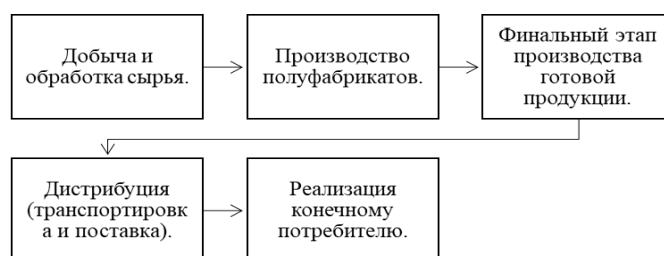 Добыча и
обработка сырья.
Производство
полуфабрикатов.
Финальный этап
производства
готовой
продукции.
Дистрибуция
(транспортировк
а и поставка).
Реализация
конечному
потребителю.